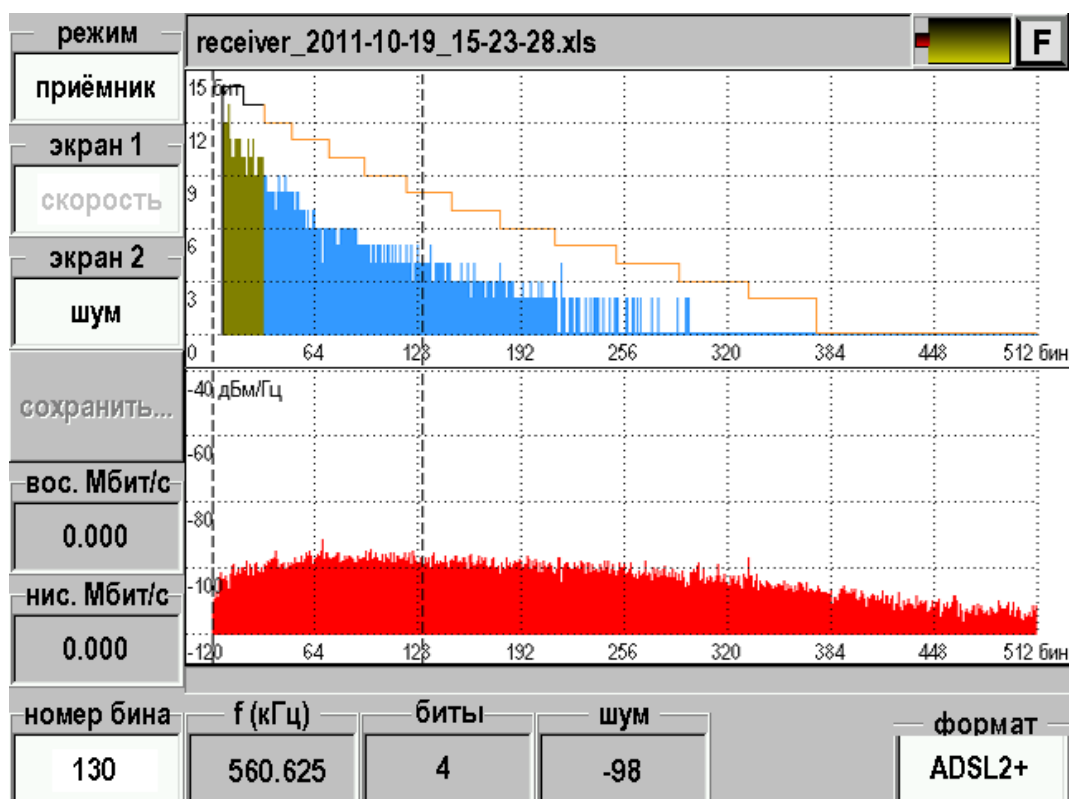 режим
receiver_2011-10-19_15-23-28.xls
F
приёмник
15 бит
12
9
6
3
0 64 128 192 256 320 384 448 512 бин
экран 1
скорость
экран 2
шум
сохранить...
-40 дБм/Гц
-60
-80
-100
-120 64 128 192 256 320 384 448 512 бин
вос. Мбит/с
0.000
нис. Мбит/с
0.000
номер бина
130
f (кГц)
560.625
биты
4
шум
-98
формат
ADSL2+